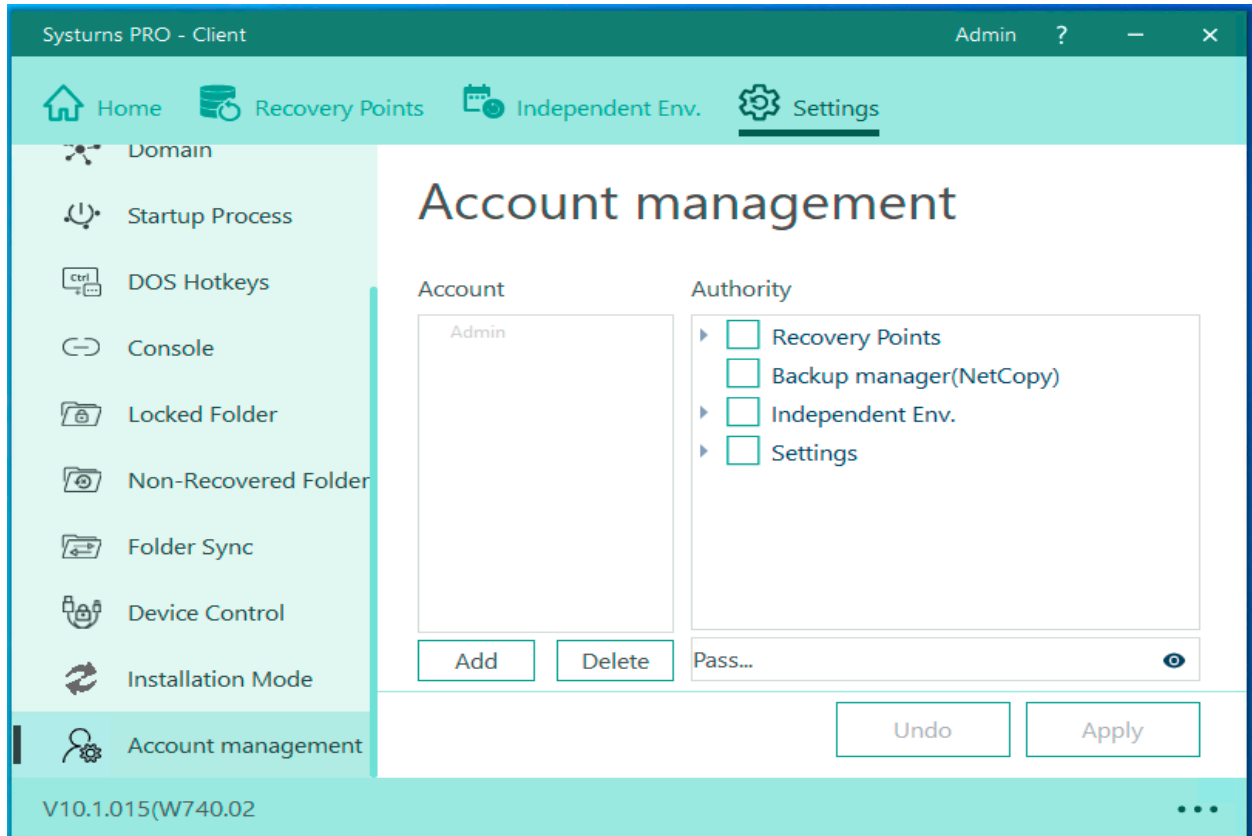 Systurns PRO - Client
Admin ?
Home
Recovery Points
Independent Env.
Settings
Domain
Startup Process
Ctrl
DOS Hotkeys
Console
Locked Folder
Non-Recovered Folder
Folder Sync
Device Control
Installation Mode
Account management
Account management
Account
Admin
Add
Delete
Authority
Recovery Points
Backup manager(NetCopy)
Independent Env.
Settings
Pass...
Undo
Apply
V10.1.015(W740.02